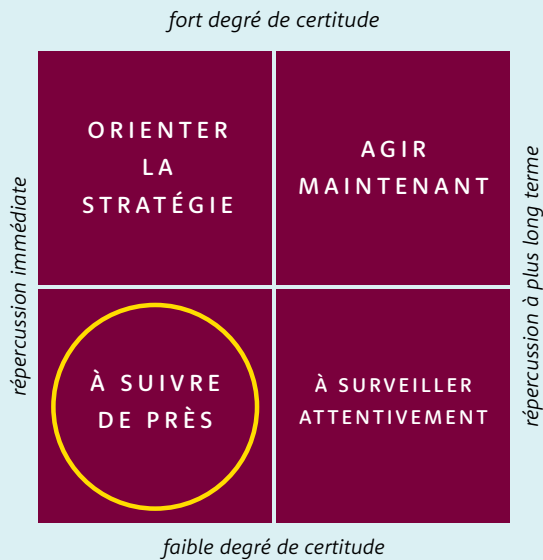 fort degré de certitude
ORIENTER
LA
STRATÉGIE
AGIR
MAINTENANT
répercussion immédiate
répercussion à plus long terme
À SUIVRE
DE PRÈS
À SURVEILLER
ATTENTIVEMENT
faible degré de certitude